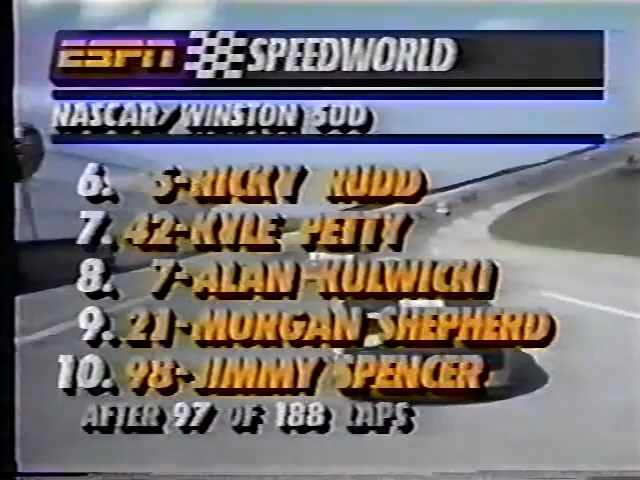 ESPN SPEEDWORLD
NASCAR/WINSTON 500
6. 5-RICKY RUDD
7. 42-KYLE PETTY
8. 7-ALAN KULWICKI
9. 21-MORGAN SHEPHERD
10. 98-JIMMY SPENCER
AFTER 97 OF 188 LAPS